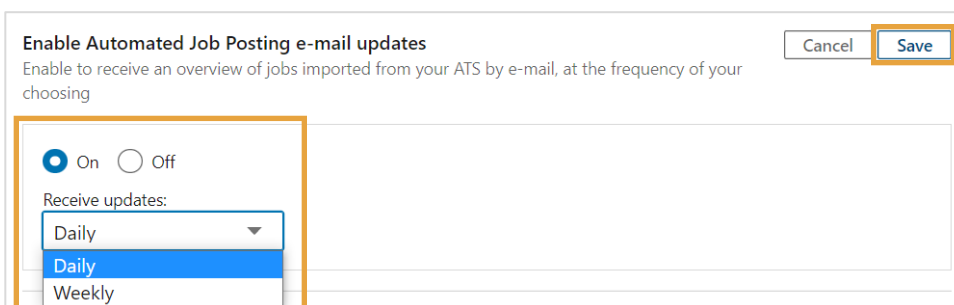 Enable Automated Job Posting e-mail updates
Cancel
Save
Enable to receive an overview of jobs imported from your ATS by e-mail, at the frequency of your
choosing
On
Off
Receive updates:
Daily
Daily
Weekly